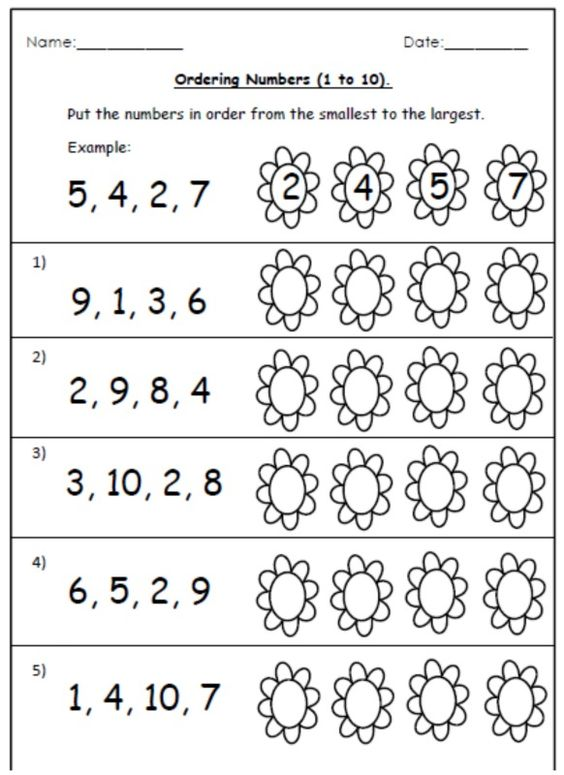 Name:______________ Date:___________
Ordering Numbers (1 to 10).
Put the numbers in order from the smallest to the largest.
Example:
5, 4, 2, 7 2 4 5 7
1)
9, 1, 3, 6
2)
2, 9, 8, 4
3)
3, 10, 2, 8
4)
6, 5, 2, 9
5)
1, 4, 10, 7